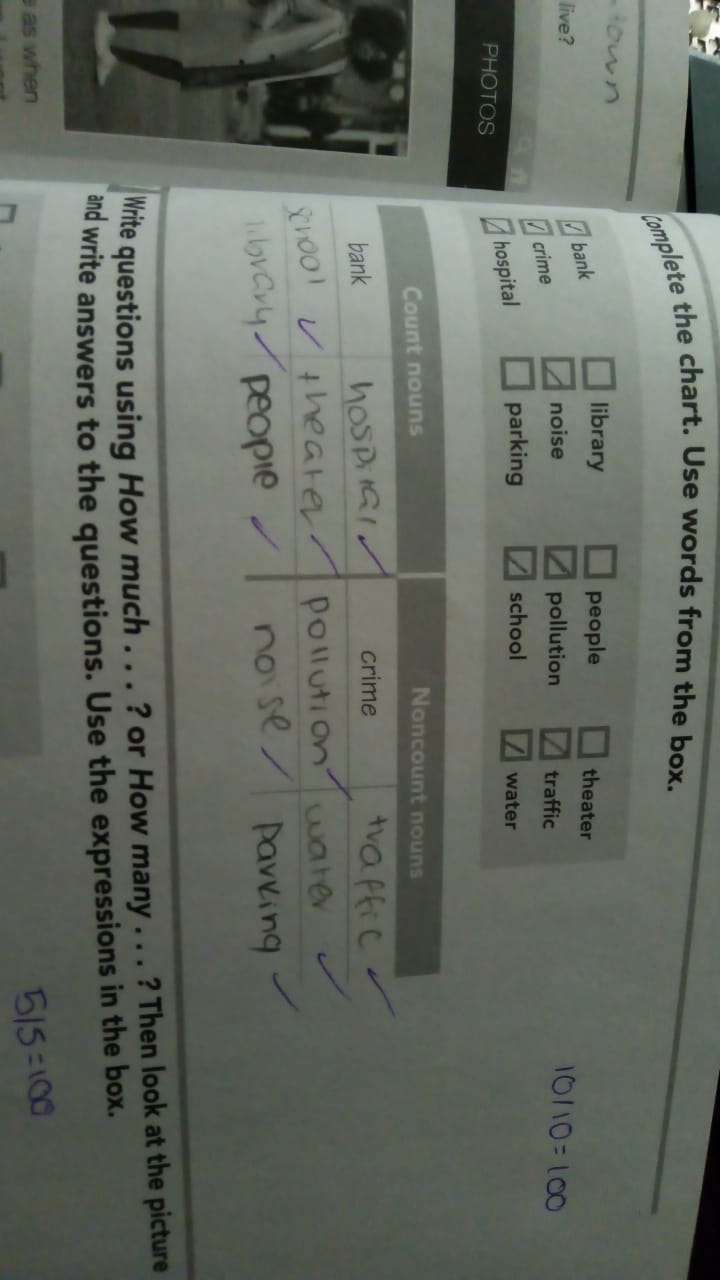 town
live?
PHOTOS
as when
Complete the chart. Use words from the box.
bank library people theater
crime noise pollution traffic
hospital parking school water
10/10=100
Count nouns Noncount nouns
bank hospital crime traffic
school theater pollution water
library people noise parking
Write questions using How much . . . ? or How many . . . ? Then look at the picture
and write answers to the questions. Use the expressions in the box.
5/5=100